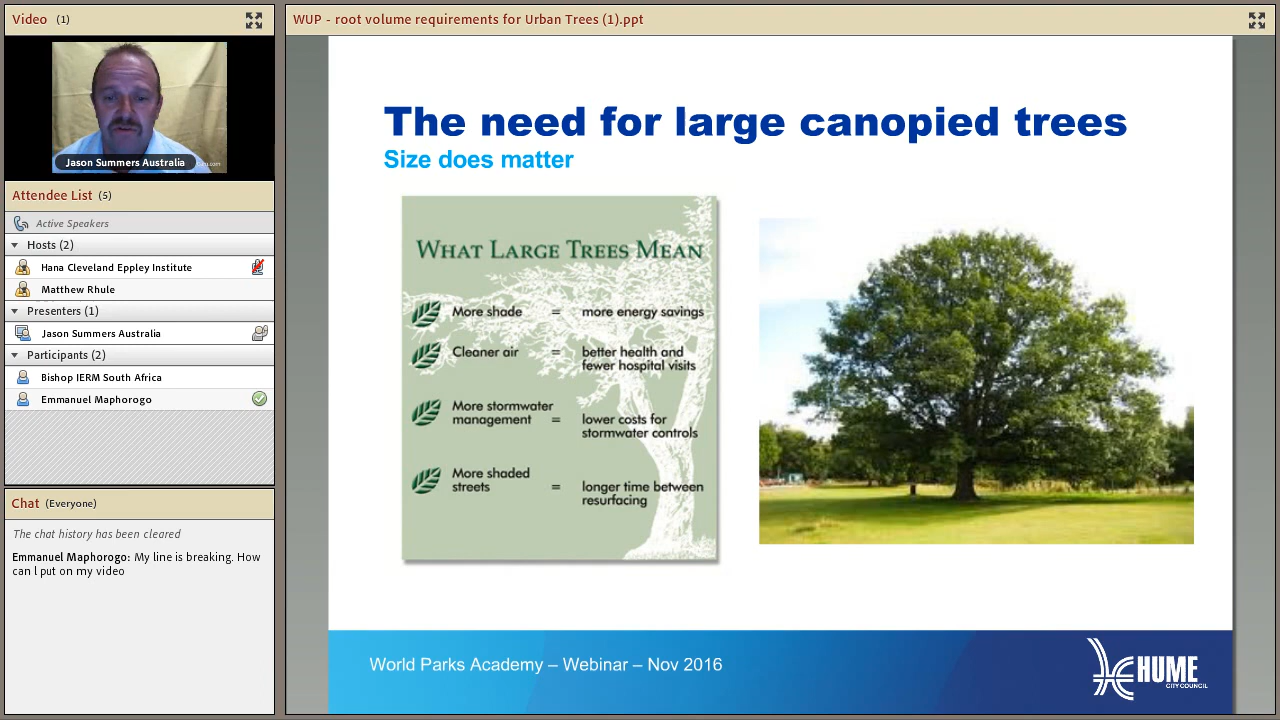 Video (1)
Jason Summers Australia
Attendee List (5)
Active Speakers
Hosts (2)
Hana Cleveland Eppley Institute
Matthew Rhule
Presenters (1)
Jason Summers Australia
Participants (2)
Bishop IERM South Africa
Emmanuel Maphorogo
Chat (Everyone)
The chat history has been cleared
Emmanuel Maphorogo: My line is breaking. How
can l put on my video
WUP - root volume requirements for Urban Trees (1).ppt
The need for large canopied trees
Size does matter
WHAT LARGE TREES MEAN
More shade = more energy savings
Cleaner air = better health and
fewer hospital visits
More stormwater
management = lower costs for
stormwater controls
More shaded
streets = longer time between
resurfacing
World Parks Academy – Webinar – Nov 2016
HUME
CITY COUNCIL